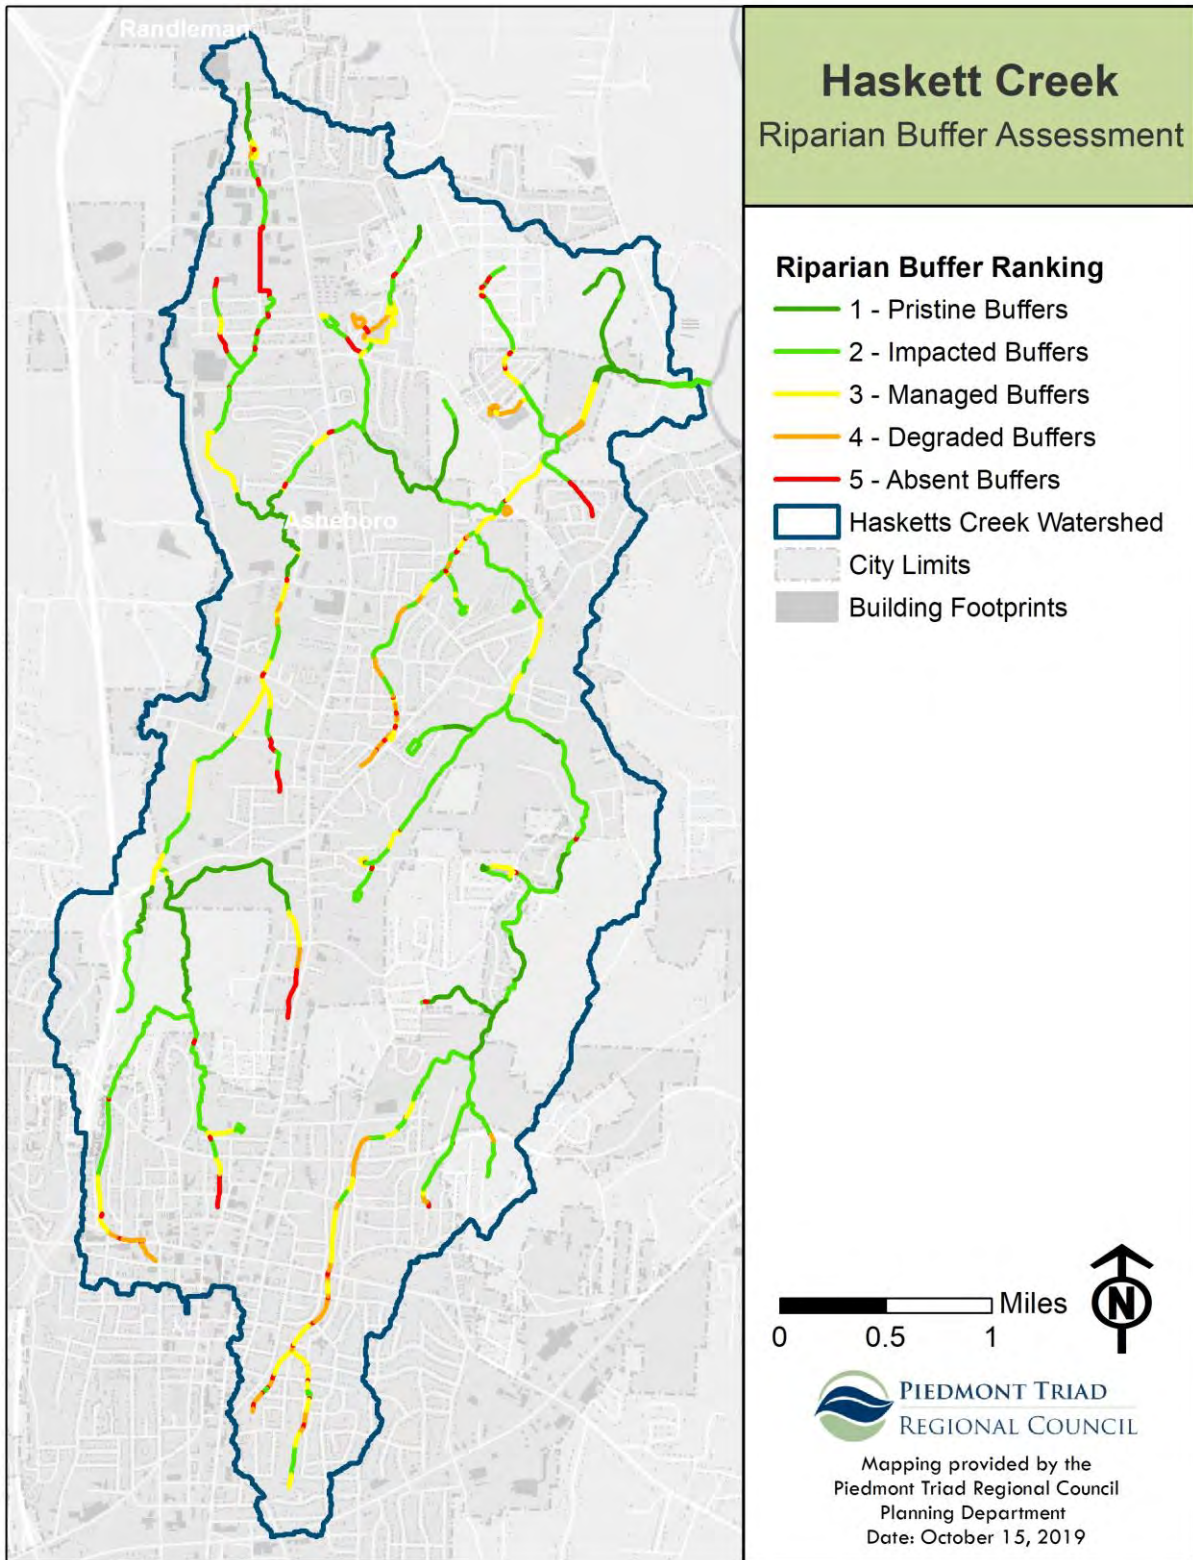 Randleman
Asheboro
Haskett Creek
Riparian Buffer Assessment
Riparian Buffer Ranking
1 - Pristine Buffers
2 - Impacted Buffers
3 - Managed Buffers
4 - Degraded Buffers
5 - Absent Buffers
Hasketts Creek Watershed
City Limits
Building Footprints
Miles
0 0.5 1
N
PIEDMONT TRIAD
REGIONAL COUNCIL
Mapping provided by the
Piedmont Triad Regional Council
Planning Department
Date: October 15, 2019